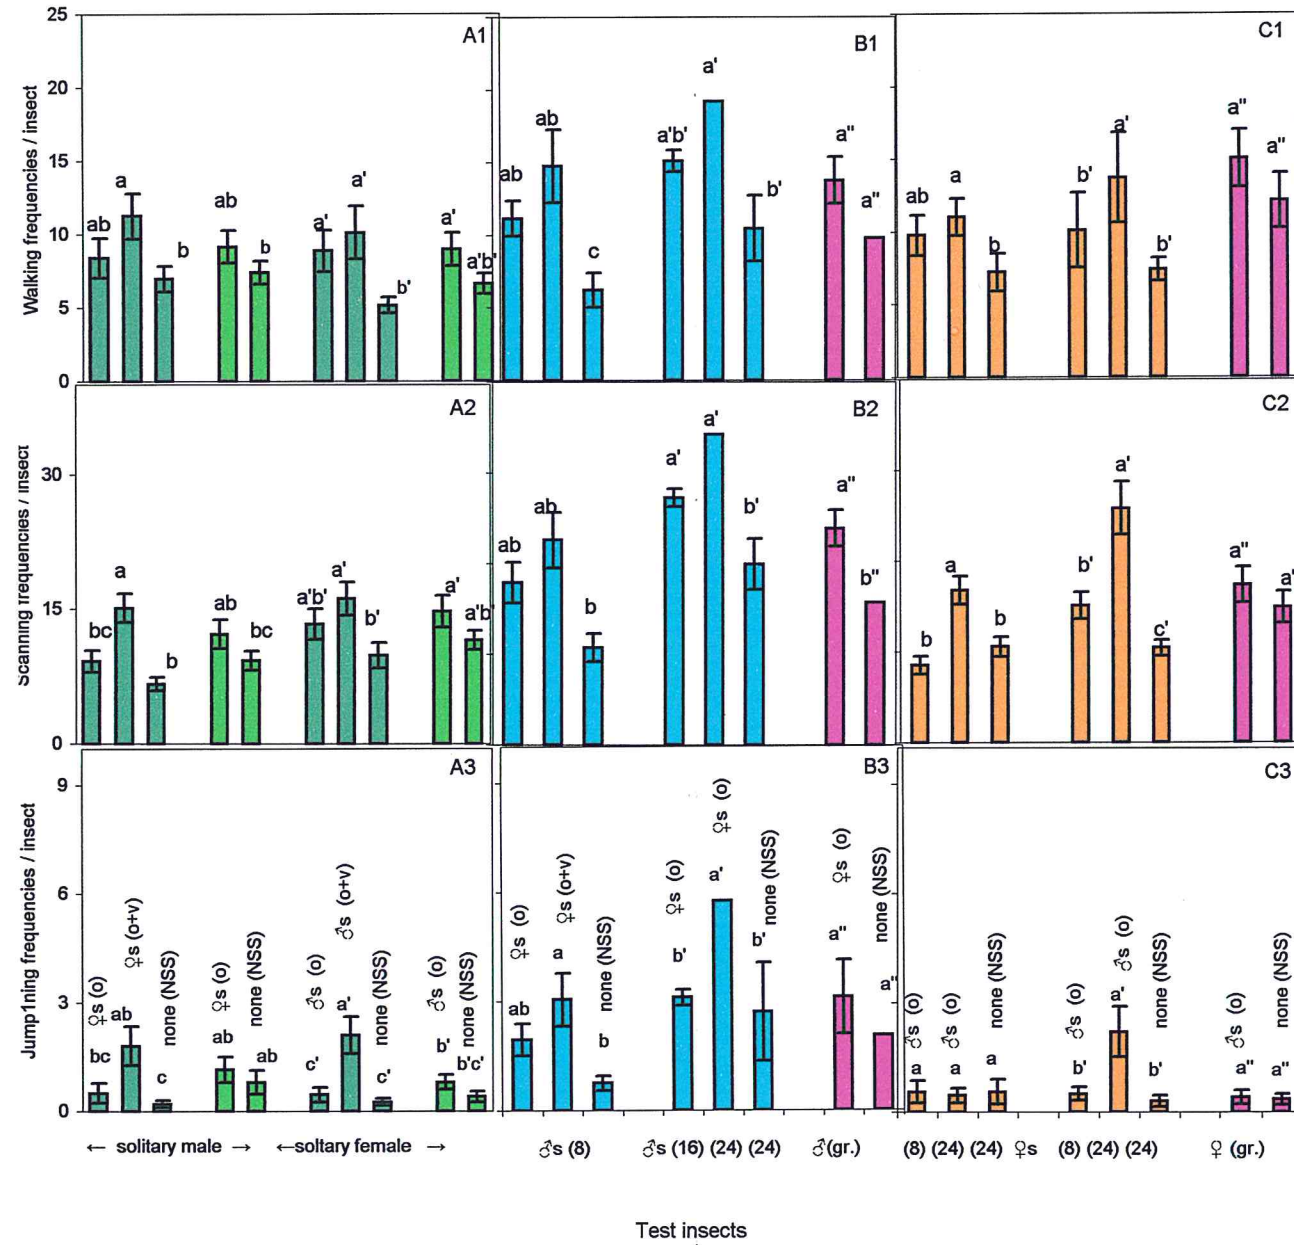 25
20
15
10
5
0
Walking frequencies / insect
A1
ab
a
b
ab
b
a'
a'
b'
a'
a'b'
B1
ab
ab
c
a'b'
a'
b'
a"
a"
C1
ab
a
b
b'
a'
b'
a"
a"
30
15
0
Scanning frequencies / insect
A2
bc
a
b
ab
bc
a'b'
a'
b'
a'
a'b'
B2
ab
ab
b
a'
a'
b'
a"
b"
C2
b
a
b
b'
a'
c'
a"
a'
9
6
3
0
Jump1ning frequencies / insect
A3
♀s (o)
♀s (o+v)
none (NSS)
♀s (o)
none (NSS)
♂s (o)
♂s (o+v)
none (NSS)
♂s (o)
none (NSS)
bc
ab
c
ab
ab
c'
a'
c'
b'
b'c'
B3
♀s (o)
♀s (o+v)
none (NSS)
♀s (o)
♀s (o)
none (NSS)
♀s (o)
none (NSS)
ab
a
b
b'
a'
b'
a"
a"
C3
♂s (o)
♂s (o)
none (NSS)
♂s (o)
♂s (o)
none (NSS)
♂s (o)
none (NSS)
a
a
a
b'
a'
b'
a"
a"
← solitary male → ←soltary female → ♂s (8) ♂s (16) (24) (24) ♂(gr.) (8) (24) (24) ♀s (8) (24) (24) ♀ (gr.)
Test insects